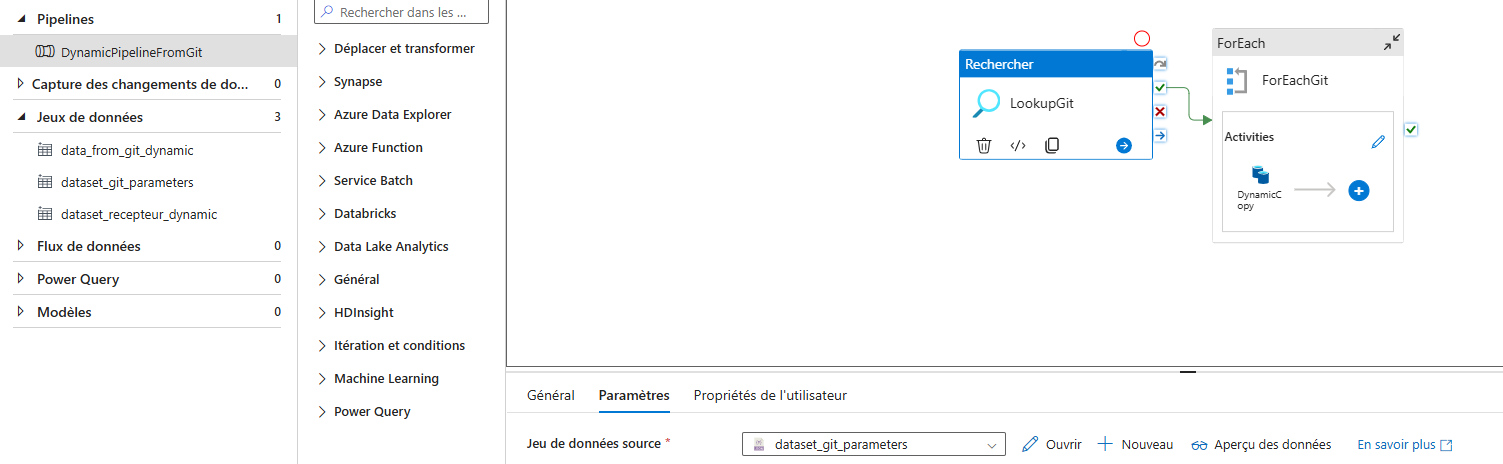 Pipelines 1
DynamicPipelineFromGit
Capture des changements de do... 0
Jeux de données 3
data_from_git_dynamic
dataset_git_parameters
dataset_recepteur_dynamic
Flux de données 0
Power Query 0
Modèles 0
Rechercher dans les ...
Déplacer et transformer
Synapse
Azure Data Explorer
Azure Function
Service Batch
Databricks
Data Lake Analytics
Général
HDInsight
Itération et conditions
Machine Learning
Power Query
Rechercher
LookupGit
ForEach
ForEachGit
Activities
DynamicC
opy
Général Paramètres Propriétés de l'utilisateur
Jeu de données source * dataset_git_parameters Ouvrir Nouveau Aperçu des données En savoir plus